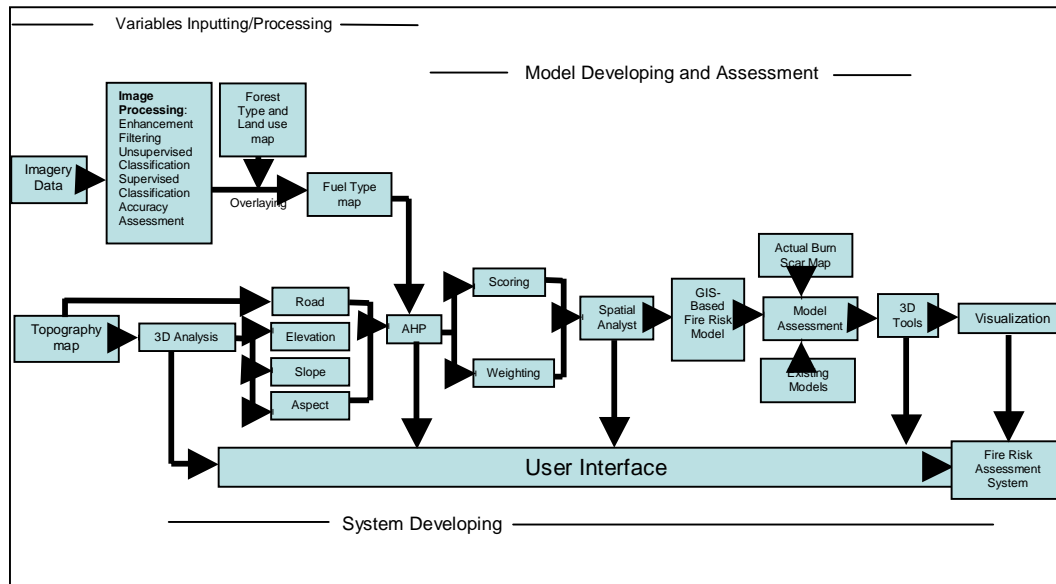 Variables Inputting/Processing
Model Developing and Assessment
Image
Processing:
Enhancement
Filtering
Unsupervised
Classification
Supervised
Classification
Accuracy
Assessment
Forest
Type and
Land use
map
Imagery
Data
Overlaying
Fuel Type
map
Actual Burn
Scar Map
Topography
map
3D Analysis
Road
Elevation
Slope
Aspect
AHP
Scoring
Weighting
Spatial
Analyst
GIS-
Based
Fire Risk
Model
Model
Assessment
Existing
Models
3D
Tools
Visualization
User Interface
Fire Risk
Assessment
System
System Developing